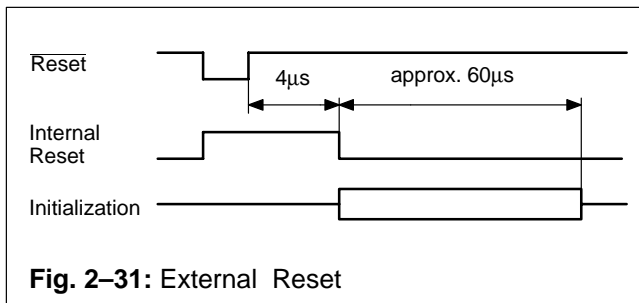 Reset
4μs
approx. 60μs
Internal
Reset
Initialization
Fig. 2–31: External Reset